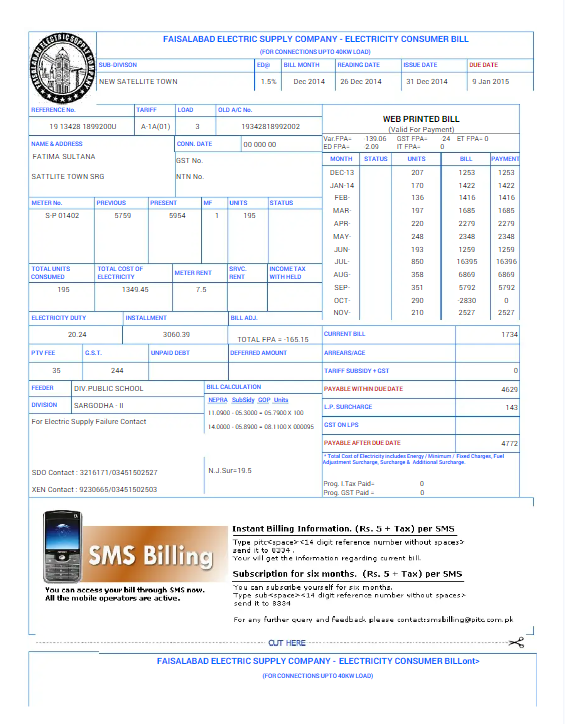 FAISALABAD ELECTRIC SUPPLY COMPANY - ELECTRICITY CONSUMER BILL
(FOR CONNECTIONS UPTO 40KW LOAD)
SUB-DIVISON ED@ BILL MONTH READING DATE ISSUE DATE DUE DATE
NEW SATELLITE TOWN 1.5% Dec 2014 26 Dec 2014 31 Dec 2014 9 Jan 2015
REFERENCE No. TARIFF LOAD OLD A/C No.
19 13428 1899200U A-1A(01) 3 19342818992002
WEB PRINTED BILL
(Valid For Payment)
NAME & ADDRESS CONN. DATE 00 000 00
Var.FPA= 139.06 GST FPA= 24 ET FPA= 0
ED FPA= 2.09 IT FPA= 0
FATIMA SULTANA GST No.
SATTLITE TOWN SRG NTN No.
MONTH STATUS UNITS BILL PAYMENT
DEC-13 207 1253 1253
JAN-14 170 1422 1422
FEB- 136 1416 1416
MAR- 197 1685 1685
APR- 220 2279 2279
MAY- 248 2348 2348
JUN- 193 1259 1259
JUL- 850 16395 16396
AUG- 358 6869 6869
SEP- 351 5792 5792
OCT- 290 -2830 0
NOV- 210 2527 2527
METER No. PREVIOUS PRESENT MF UNITS STATUS
S-P 01402 5759 5954 1 195
TOTAL UNITS CONSUMED TOTAL COST OF ELECTRICITY METER RENT SRVC. RENT INCOME TAX WITH HELD
195 1349.45 7.5
ELECTRICITY DUTY INSTALLMENT BILL ADJ.
20.24 3060.39 TOTAL FPA = -165.15
CURRENT BILL 1734
PTV FEE G.S.T. UNPAID DEBT DEFERRED AMOUNT
ARREARS/AGE
35 244
TARIFF SUBSIDY + GST 0
FEEDER DIV.PUBLIC SCHOOL
BILL CALCULATION
PAYABLE WITHIN DUE DATE 4629
DIVISION SARGODHA - II
NEPRA SubSidy GOP Units
11.0900 - 05.3000 = 05.7900 X 100
14.0000 - 05.8900 = 08.1100 X 000095
L.P. SURCHARGE 143
For Electric Supply Failure Contact
GST ON LPS
PAYABLE AFTER DUE DATE 4772
* Total Cost of Electricity includes Energy / Minimum / Fixed Charges, Fuel
Adjustment Surcharge, Surcharge & Additional Surcharge.
SDO Contact : 3216171/03451502527 N.J.Sur=19.5
Prog. I.Tax Paid= 0
XEN Contact : 9230665/03451502503
Prog. GST Paid = 0
SMS Billing
You can access your bill through SMS now.
All the mobile operators are active.
Instant Billing Information. (Rs. 5 + Tax) per SMS
Type pitc<space><14 digit reference number without spaces>
send it to 8334 .
Your will get the information regarding current bill.
Subscription for six months. (Rs. 5 + Tax) per SMS
You can subscribe yourself for six months.
Type sub<space><14 digit reference number without spaces>
send it to 8334
For any further query and feedback please contact:smsbilling@pitc.com.pk
CUT HERE
FAISALABAD ELECTRIC SUPPLY COMPANY - ELECTRICITY CONSUMER BILLont>
(FOR CONNECTIONS UPTO 40KW LOAD)